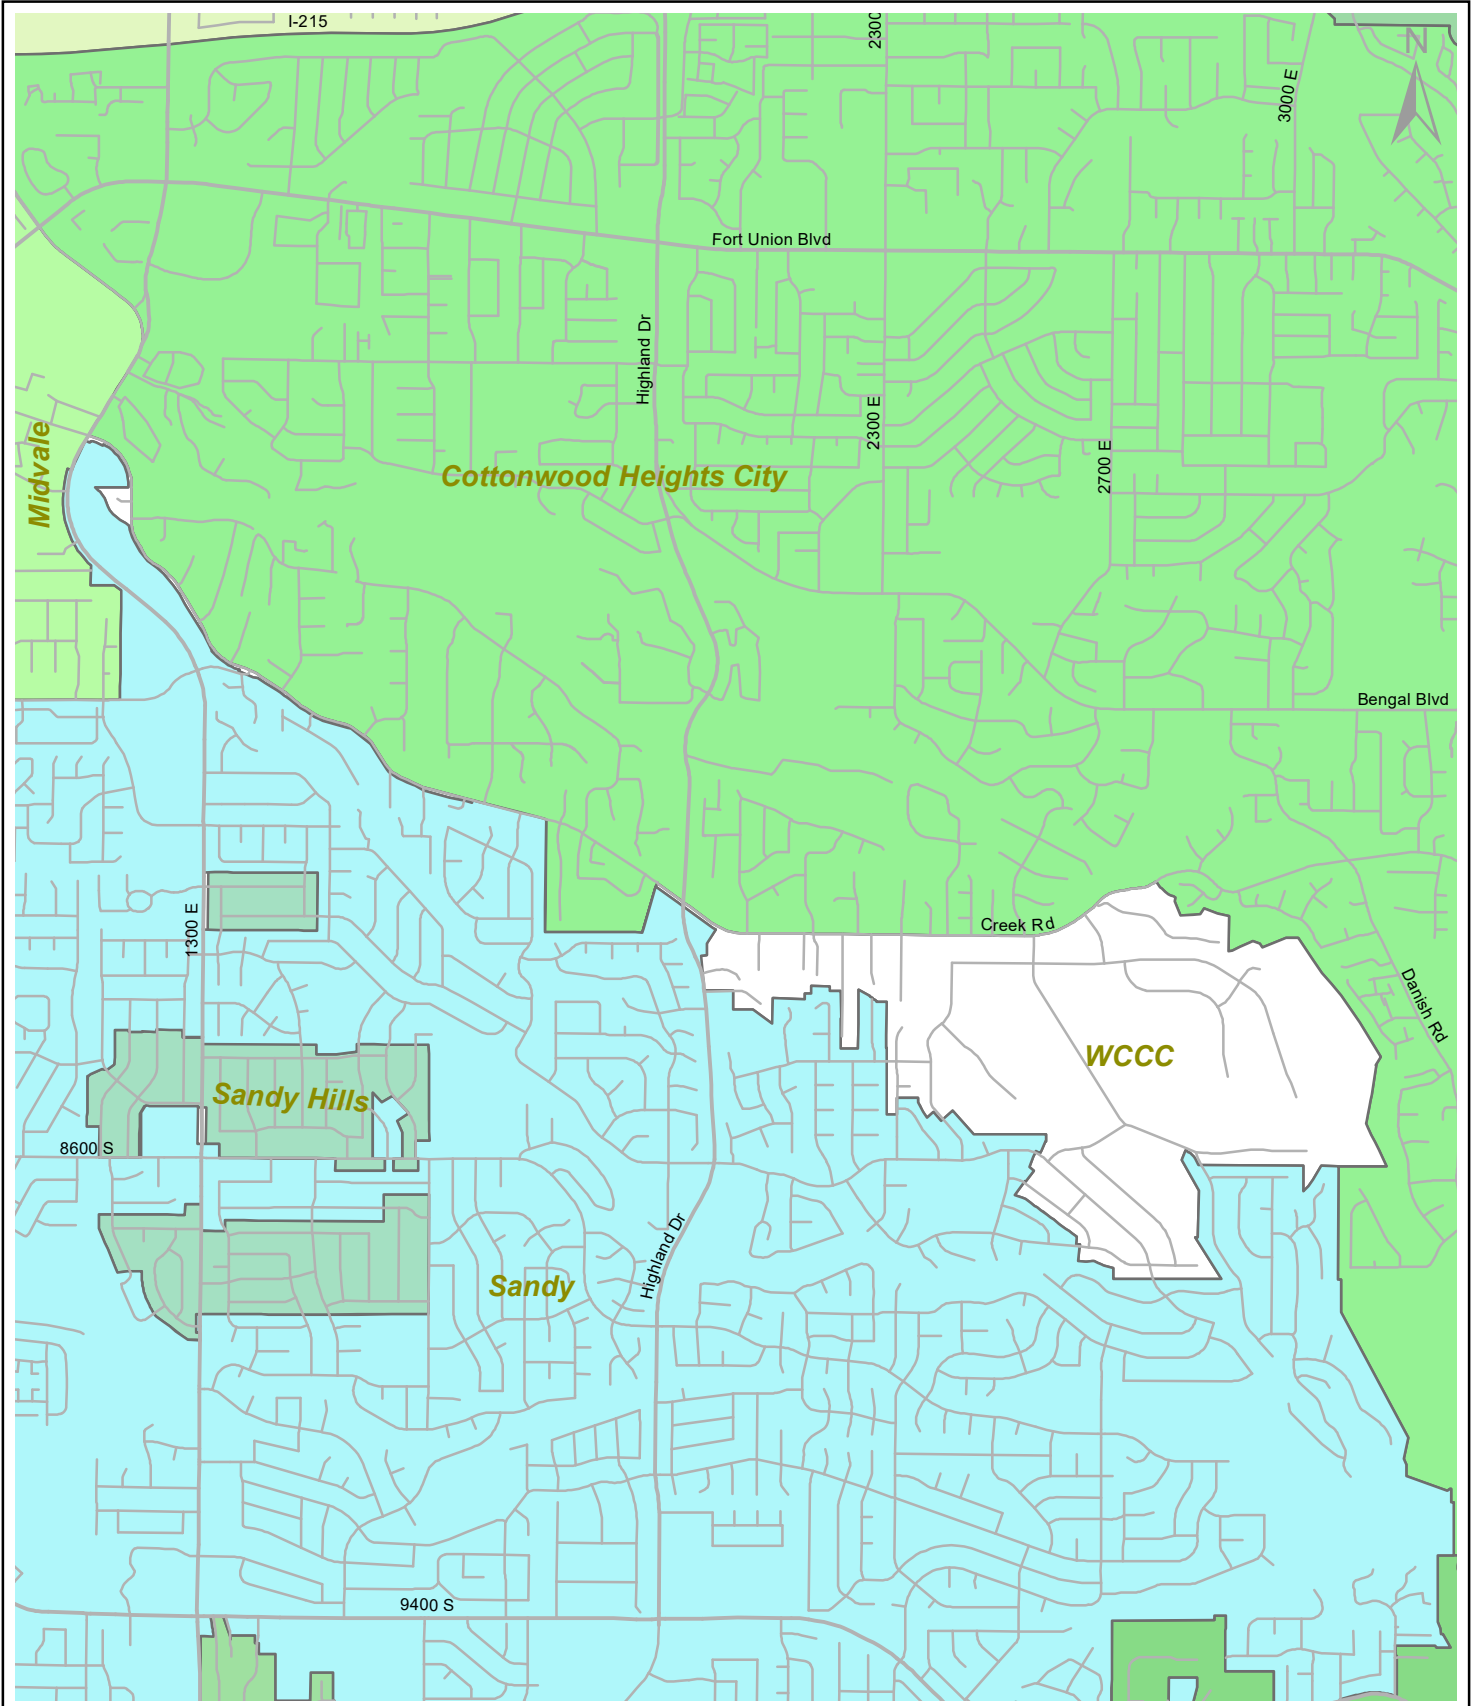 I-215
2300
N
3000 E
Fort Union Blvd
Highland Dr
2300 E
Midvale
2700 E
Cottonwood Heights City
Bengal Blvd
1300 E
Creek Rd
Danish Rd
WCCC
Sandy Hills
8600 S
Highland Dr
Sandy
9400 S